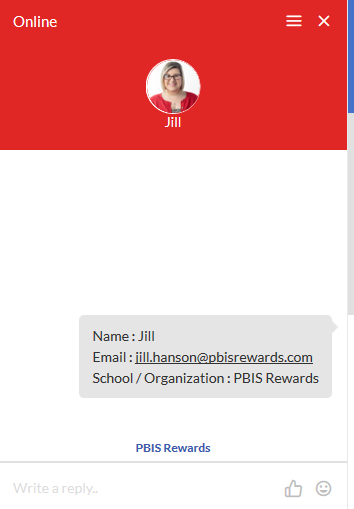 Online
Jill
Name : Jill
Email : jill.hanson@pbisrewards.com
School / Organization : PBIS Rewards
PBIS Rewards
Write a reply..